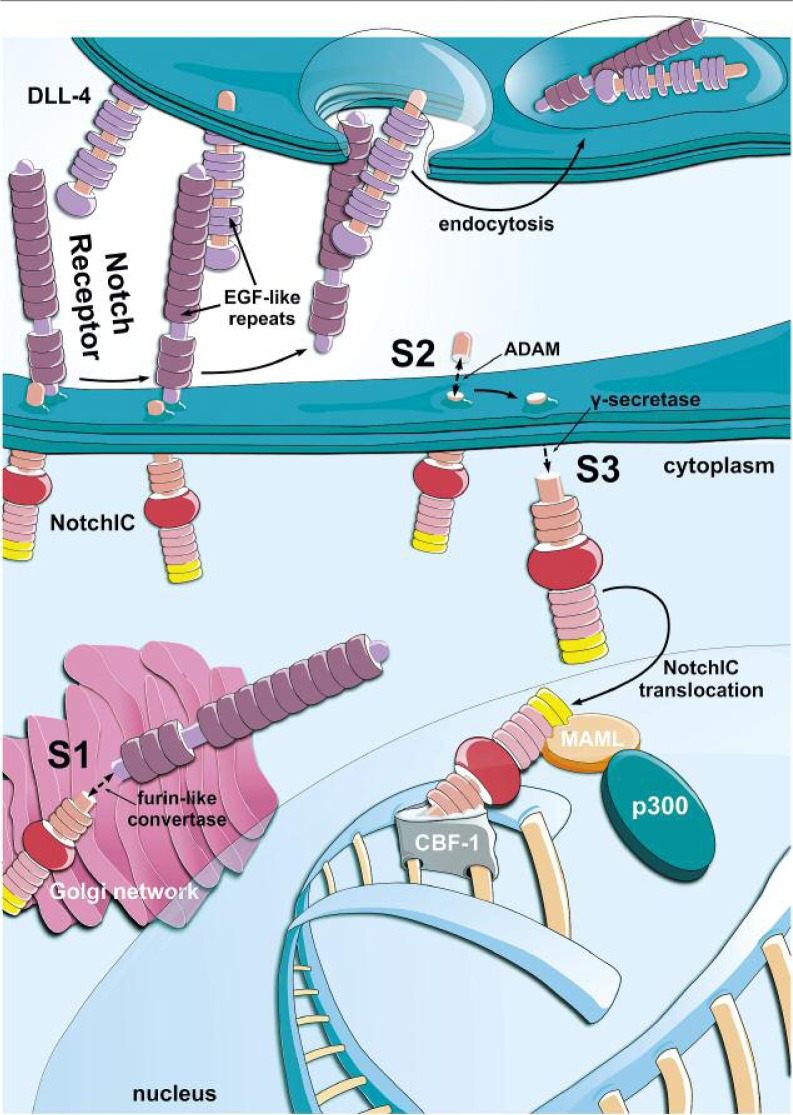 DLL-4
endocytosis
Notch
Receptor
EGF-like
repeats
S2
ADAM
γ-secretase
S3
cytoplasm
NotchIC
NotchIC
translocation
S1
furin-like
convertase
Golgi network
MAML
p300
CBF-1
nucleus